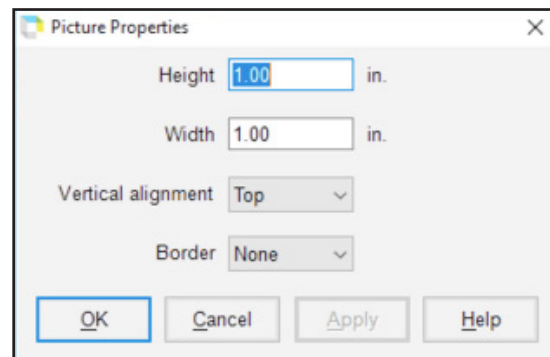 Picture Properties
Height 1.00 in.
Width 1.00 in.
Vertical alignment Top
Border None
OK Cancel Apply Help